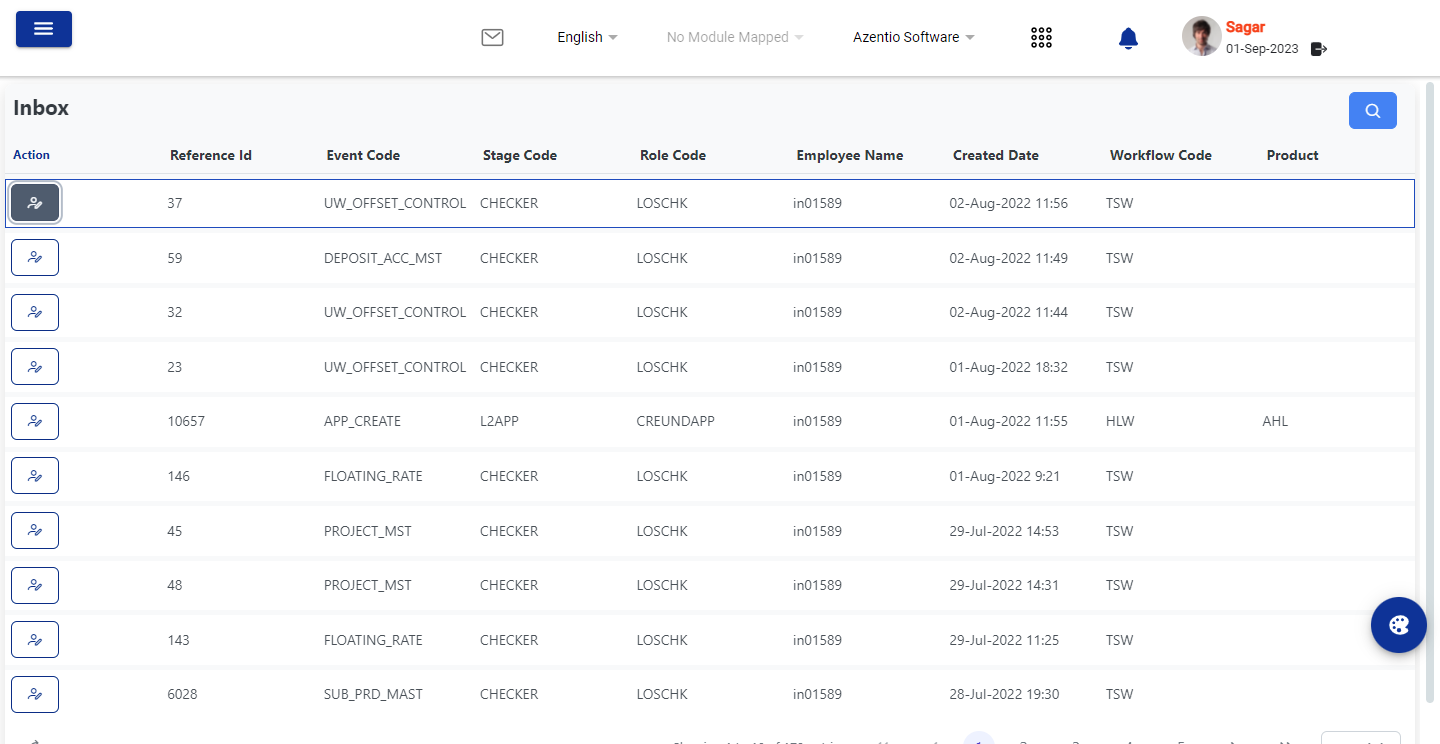 English
No Module Mapped
Azentio Software
Sagar
01-Sep-2023
Inbox
Action Reference Id Event Code Stage Code Role Code Employee Name Created Date Workflow Code Product
37 UW_OFFSET_CONTROL CHECKER LOSCHK in01589 02-Aug-2022 11:56 TSW
59 DEPOSIT_ACC_MST CHECKER LOSCHK in01589 02-Aug-2022 11:49 TSW
32 UW_OFFSET_CONTROL CHECKER LOSCHK in01589 02-Aug-2022 11:44 TSW
23 UW_OFFSET_CONTROL CHECKER LOSCHK in01589 01-Aug-2022 18:32 TSW
10657 APP_CREATE L2APP CREUNDAPP in01589 01-Aug-2022 11:55 HLW AHL
146 FLOATING_RATE CHECKER LOSCHK in01589 01-Aug-2022 9:21 TSW
45 PROJECT_MST CHECKER LOSCHK in01589 29-Jul-2022 14:53 TSW
48 PROJECT_MST CHECKER LOSCHK in01589 29-Jul-2022 14:31 TSW
143 FLOATING_RATE CHECKER LOSCHK in01589 29-Jul-2022 11:25 TSW
6028 SUB_PRD_MAST CHECKER LOSCHK in01589 28-Jul-2022 19:30 TSW